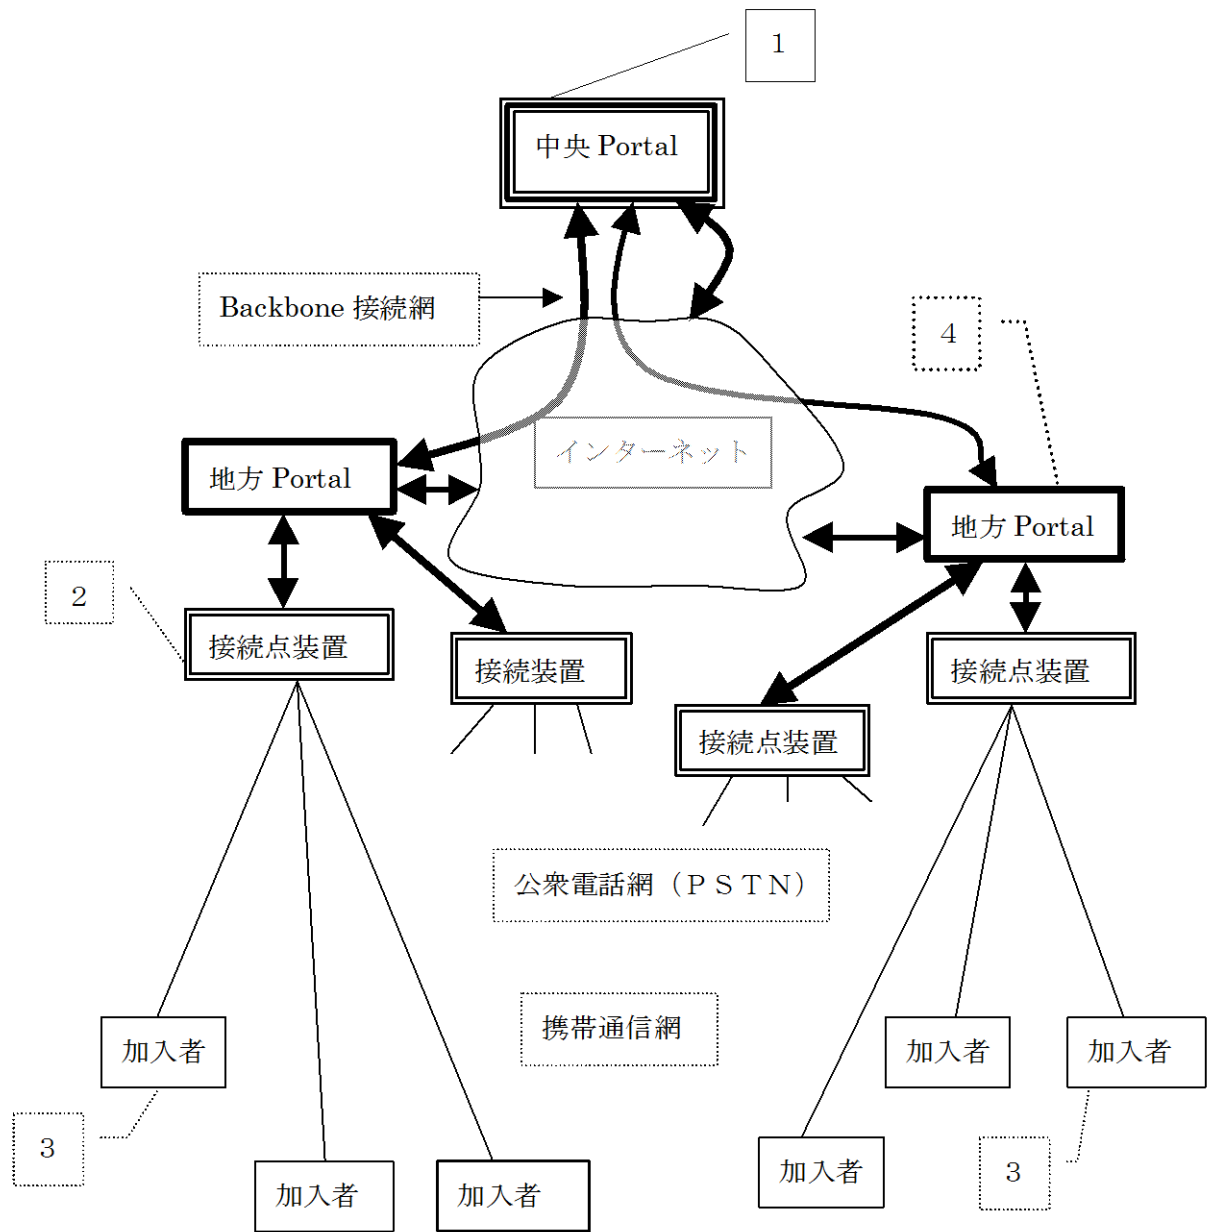 １
中央 Portal
Backbone 接続網
４
インターネット
地方 Portal
地方 Portal
２
接続点装置
接続装置
接続点装置
接続点装置
公衆電話網（ＰＳＴＮ）
携帯通信網
加入者
加入者
加入者
３
加入者
加入者
加入者
３